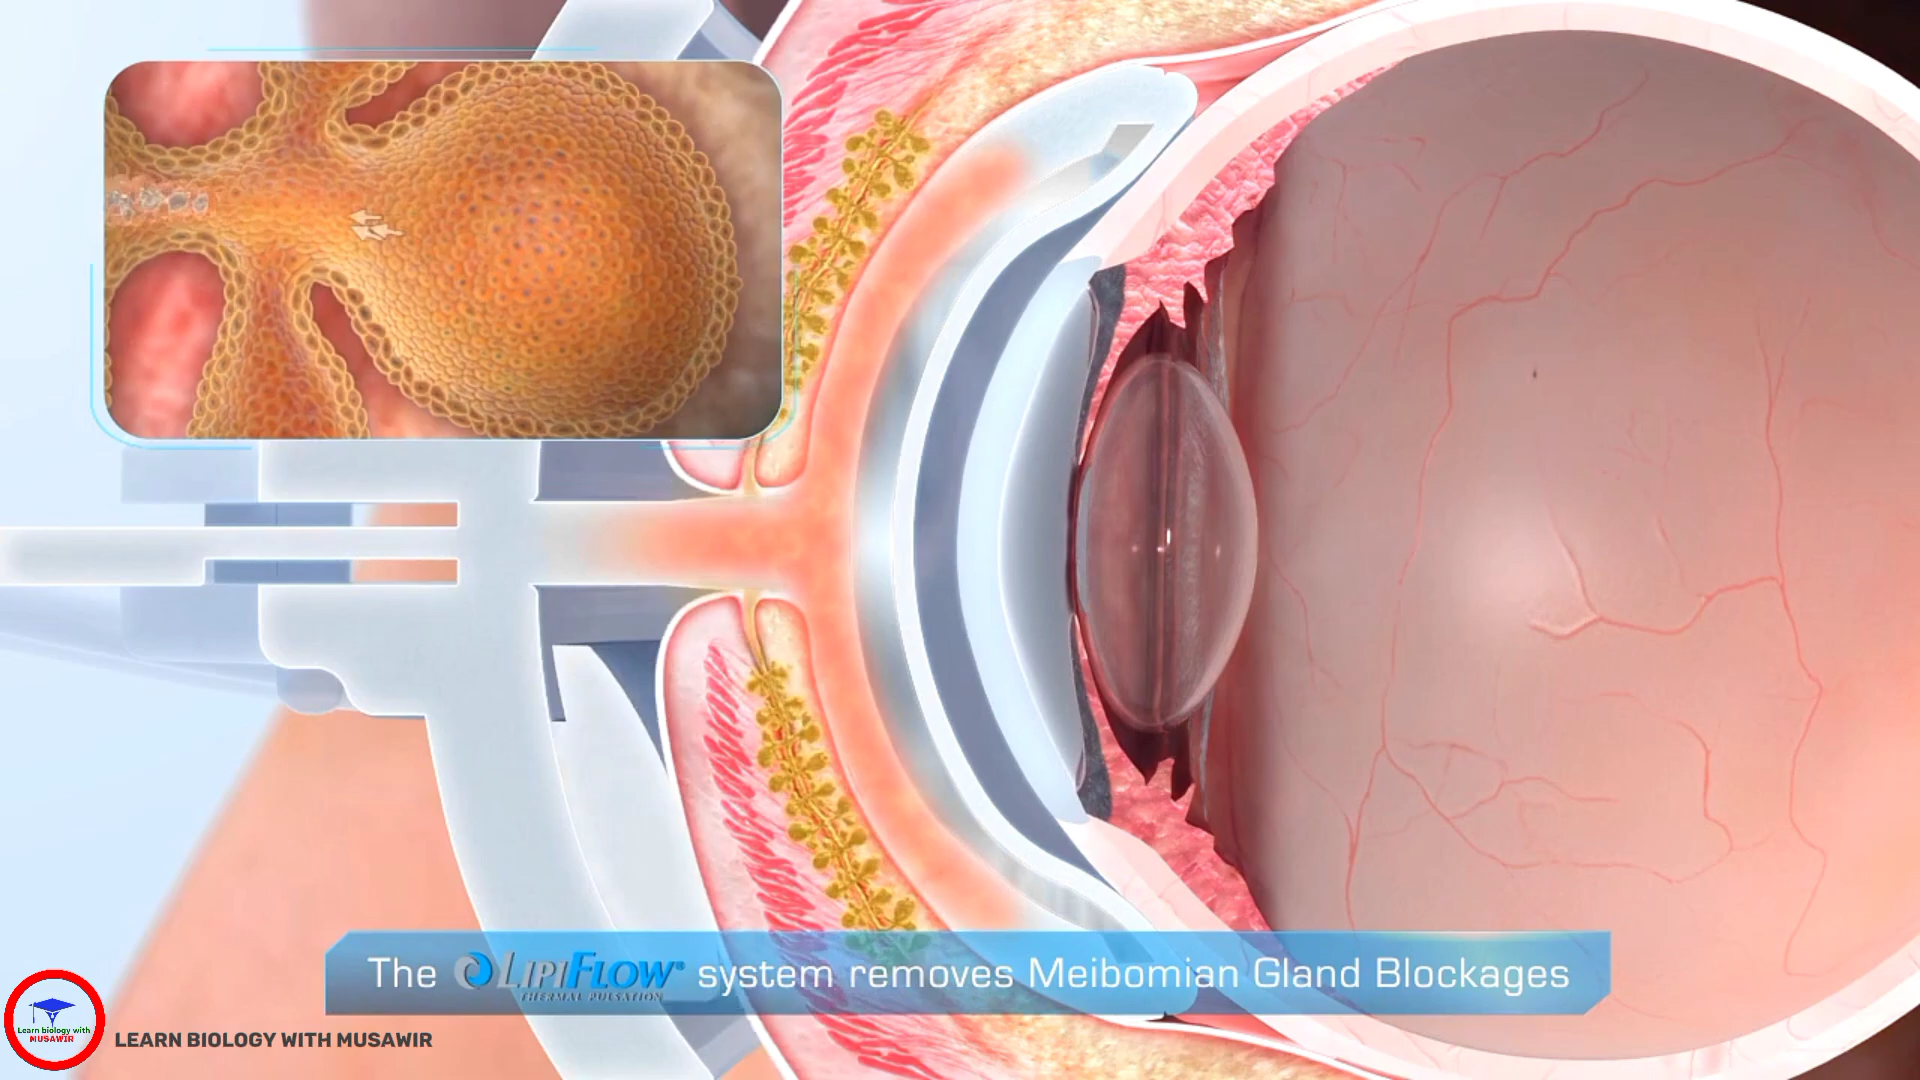 The LIPIFLOW® system removes Meibomian Gland Blockages
THERMAL PULSATION
Learn biology with
MUSAWIR
LEARN BIOLOGY WITH MUSAWIR